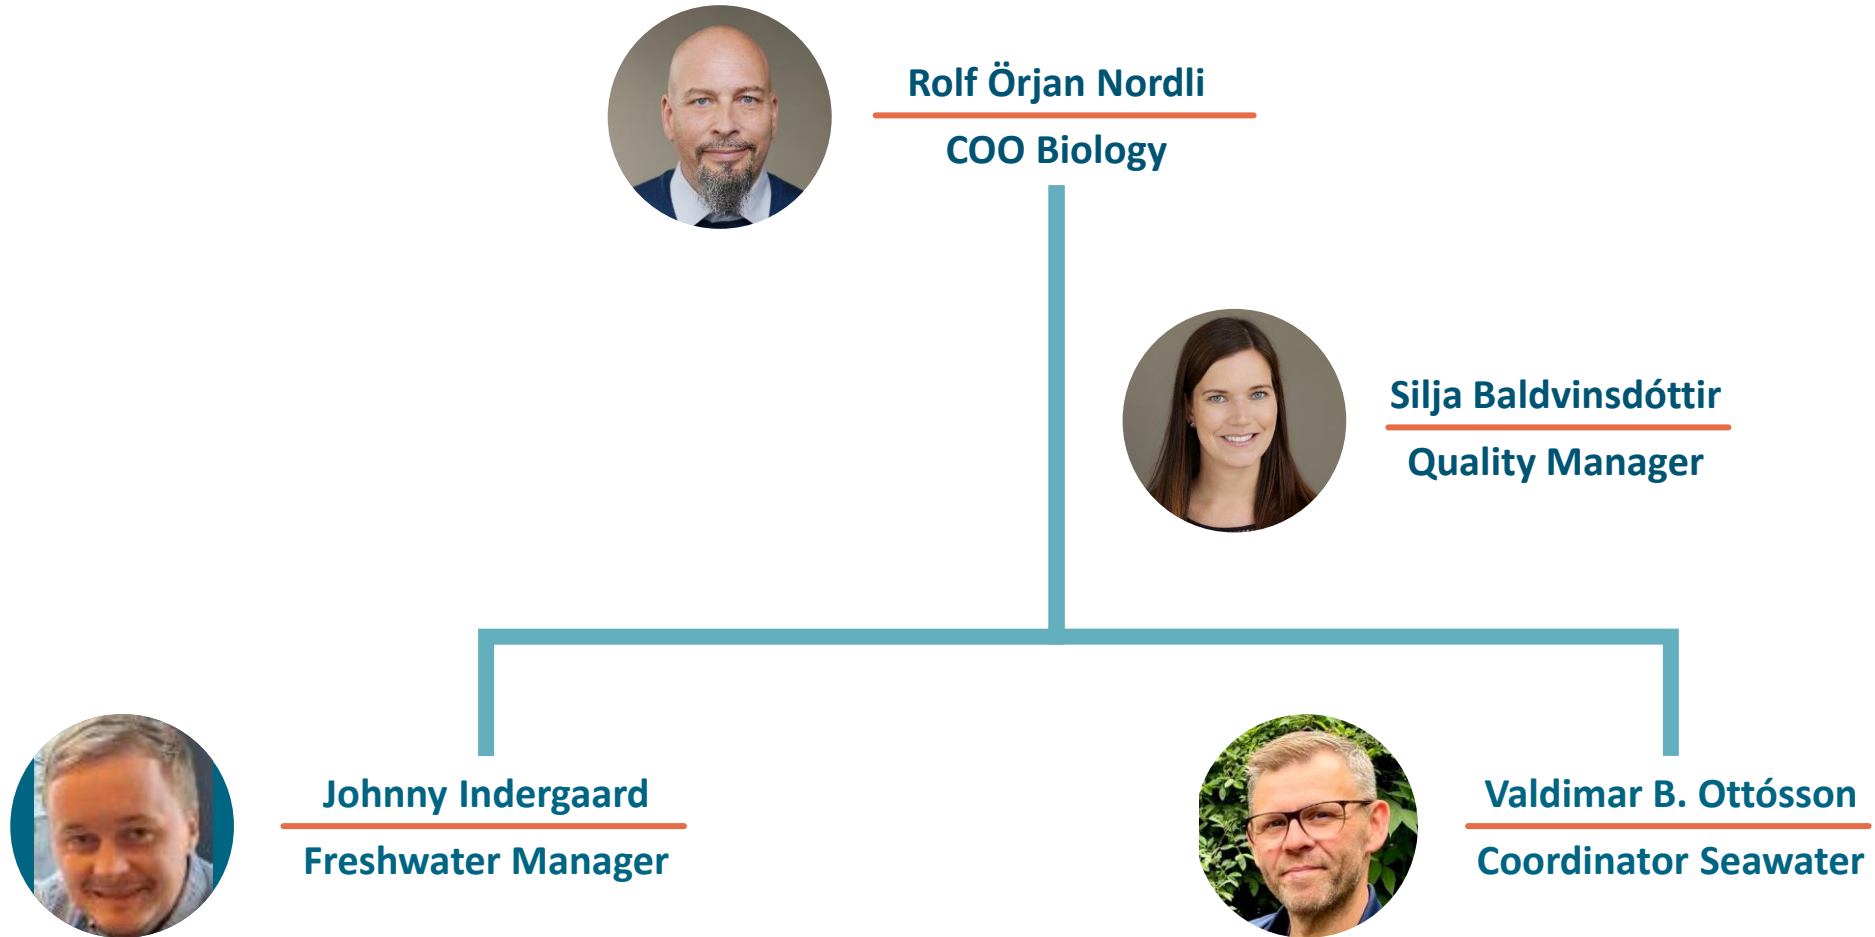 Rolf Örjan Nordli
COO Biology
Silja Baldvinsdóttir
Quality Manager
Johnny Indergaard
Freshwater Manager
Valdimar B. Ottósson
Coordinator Seawater